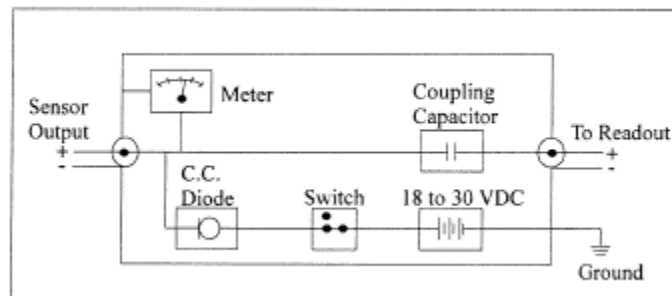 Meter
Coupling
Capacitor
Sensor
Output
To Readout
+
-
+
-
C.C.
Diode
Switch
18 to 30 VDC
Ground